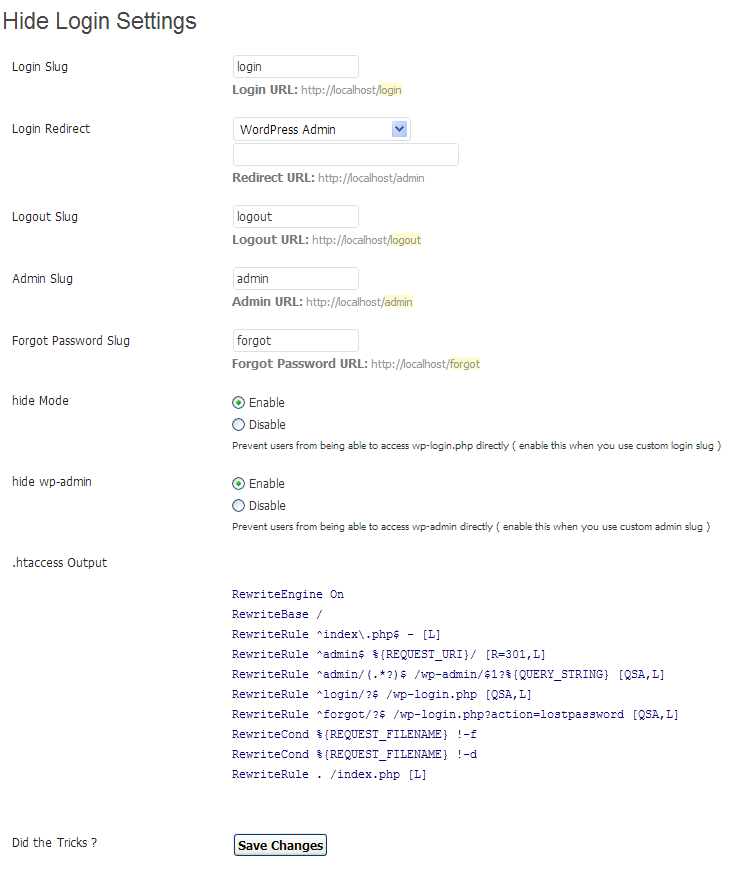 Hide Login Settings
Login Slug
login
Login URL: http://localhost/login
Login Redirect
WordPress Admin
Redirect URL: http://localhost/admin
Logout Slug
logout
Logout URL: http://localhost/logout
Admin Slug
admin
Admin URL: http://localhost/admin
Forgot Password Slug
forgot
Forgot Password URL: http://localhost/forgot
hide Mode
Enable
Disable
Prevent users from being able to access wp-login.php directly ( enable this when you use custom login slug )
hide wp-admin
Enable
Disable
Prevent users from being able to access wp-admin directly ( enable this when you use custom admin slug )
.htaccess Output
RewriteEngine On
RewriteBase /
RewriteRule ^index\.php$ - [L]
RewriteRule ^admin$ %{REQUEST_URI}/ [R=301,L]
RewriteRule ^admin/(.*?)$ /wp-admin/$1?%{QUERY_STRING} [QSA,L]
RewriteRule ^login/?$ /wp-login.php [QSA,L]
RewriteRule ^forgot/?$ /wp-login.php?action=lostpassword [QSA,L]
RewriteCond %{REQUEST_FILENAME} !-f
RewriteCond %{REQUEST_FILENAME} !-d
RewriteRule . /index.php [L]
Did the Tricks ?
Save Changes